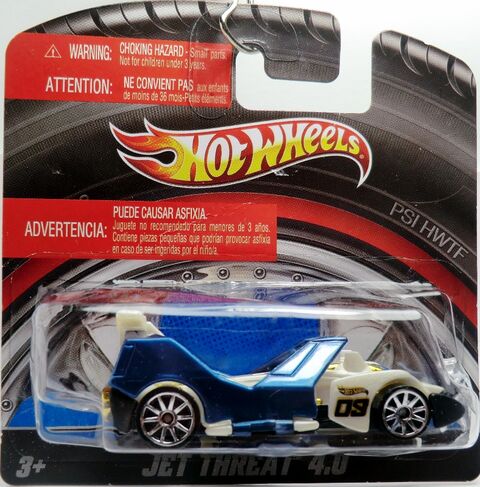 WARNING: CHOKING HAZARD - Small parts.
Not for children under 3 years.
ATTENTION: NE CONVIENT PAS aux enfants
de moins de 36 mois-Petits éléments.
HOT WHEELS
PSI HWTF
ADVERTENCIA: PUEDE CAUSAR ASFIXIA.
Juguete no recomendado para menores de 3 años.
Contiene piezas pequeñas que podrían provocar asfixia
en caso de ser ingeridas por el niño/a.
HOT WHEELS
09
3+
JET THREAT 4.0